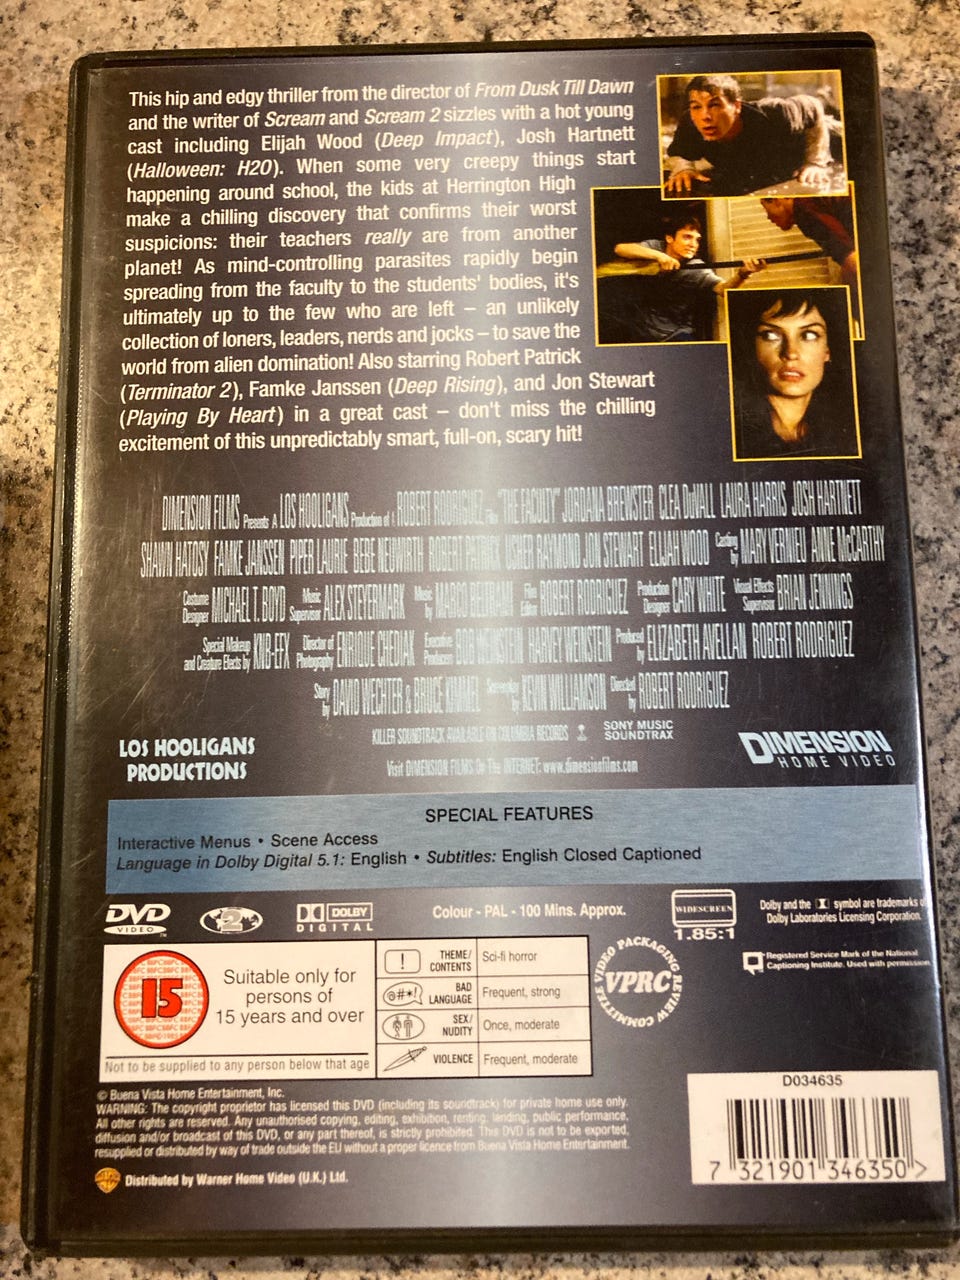 This hip and edgy thriller from the director of From Dusk Till Dawn
and the writer of Scream and Scream 2 sizzles with a hot young
cast including Elijah Wood (Deep Impact), Josh Hartnett
(Halloween: H20). When some very creepy things start
happening around school, the kids at Herrington High
make a chilling discovery that confirms their worst
suspicions: their teachers really are from another
planet! As mind-controlling parasites rapidly begin
spreading from the faculty to the students' bodies, it's
ultimately up to the few who are left – an unlikely
collection of loners, leaders, nerds and jocks – to save the
world from alien domination! Also starring Robert Patrick
(Terminator 2), Famke Janssen (Deep Rising), and Jon Stewart
(Playing By Heart) in a great cast – don't miss the chilling
excitement of this unpredictably smart, full-on, scary hit!
DIMENSION FILMS Presents A LOS HOOLIGANS Production of A ROBERT RODRIGUEZ Film "THE FACULTY" JORDANA BREWSTER CLEA DUVALL LAURA HARRIS JOSH HARTNETT
SHAWN HATOSY FAMKE JANSSEN PIPER LAURIE BEBE NEUWIRTH ROBERT PATRICK USHER RAYMOND JON STEWART ELIJAH WOOD Casting by MARY VERNIEU ANNE McCARTHY
Costume Designer MICHAEL T. BOYD Music Supervisor ALEX STEYERMARK Music by MARCO BELTRAMI Film Editor ROBERT RODRIGUEZ Production Designer CARY WHITE Visual Effects Supervisor BRIAN JENNINGS
Special Makeup and Creature Effects by KNB-EFX Director of Photography ENRIQUE CHEDIAK Executive Producers BOB WEINSTEIN HARVEY WEINSTEIN Produced by ELIZABETH AVELLAN ROBERT RODRIGUEZ
Story by DAVID WECHTER & BRUCE KIMMEL Screenplay by KEVIN WILLIAMSON Directed by ROBERT RODRIGUEZ
KILLER SOUNDTRACK AVAILABLE ON COLUMBIA RECORDS SONY MUSIC SOUNDTRAX
LOS HOOLIGANS
PRODUCTIONS
Visit DIMENSION FILMS On The INTERNET: www.dimensionfilms.com
DIMENSION
HOME VIDEO
SPECIAL FEATURES
Interactive Menus • Scene Access
Language in Dolby Digital 5.1: English • Subtitles: English Closed Captioned
DVD
VIDEO
2
DOLBY
DIGITAL
Colour - PAL - 100 Mins. Approx.
WIDESCREEN
1.85:1
Dolby and the symbol are trademarks of
Dolby Laboratories Licensing Corporation.
15
Suitable only for
persons of
15 years and over
Not to be supplied to any person below that age
THEME/CONTENTS Sci-fi horror
@#*! BAD LANGUAGE Frequent, strong
SEX/NUDITY Once, moderate
VIOLENCE Frequent, moderate
VIDEO PACKAGING REVIEW COMMITTEE
VPRC
Registered Service Mark of the National
Captioning Institute. Used with permission.
© Buena Vista Home Entertainment, Inc.
WARNING: The copyright proprietor has licensed this DVD (including its soundtrack) for private home use only.
All other rights are reserved. Any unauthorised copying, editing, exhibition, renting, lending, public performance,
diffusion and/or broadcast of this DVD, or any part thereof, is strictly prohibited. This DVD is not to be exported,
resupplied or distributed by way of trade outside the EU without a proper licence from Buena Vista Home Entertainment.
Distributed by Warner Home Video (U.K.) Ltd.
D034635
7 321901 346350 >